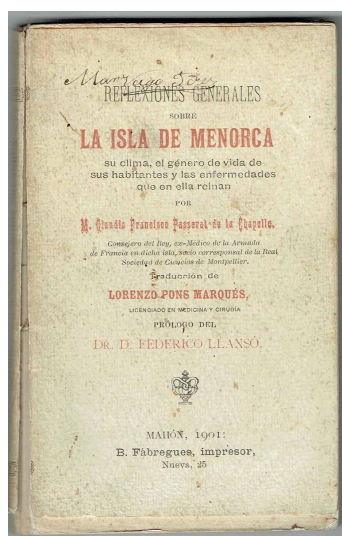 REFLEXIONES GENERALES
SOBRE
LA ISLA DE MENORCA
su clima, el género de vida de
sus habitantes y las enfermedades
que en ella reinan
POR
M. Claudio Francisco Passerat de la Chapelle,
Consejero del Rey, ex-Médico de la Armada
de Francia en dicha isla, socio corresponsal de la Real
Sociedad de Ciencias de Montpellier.
Traducción de
LORENZO PONS MARQUÉS,
LICENCIADO EN MEDICINA Y CIRUGÍA
PRÓLOGO DEL
DR. D. FEDERICO LLANSÓ.
MAHÓN, 1901:
B. Fábregues, impresor,
Nueva, 25